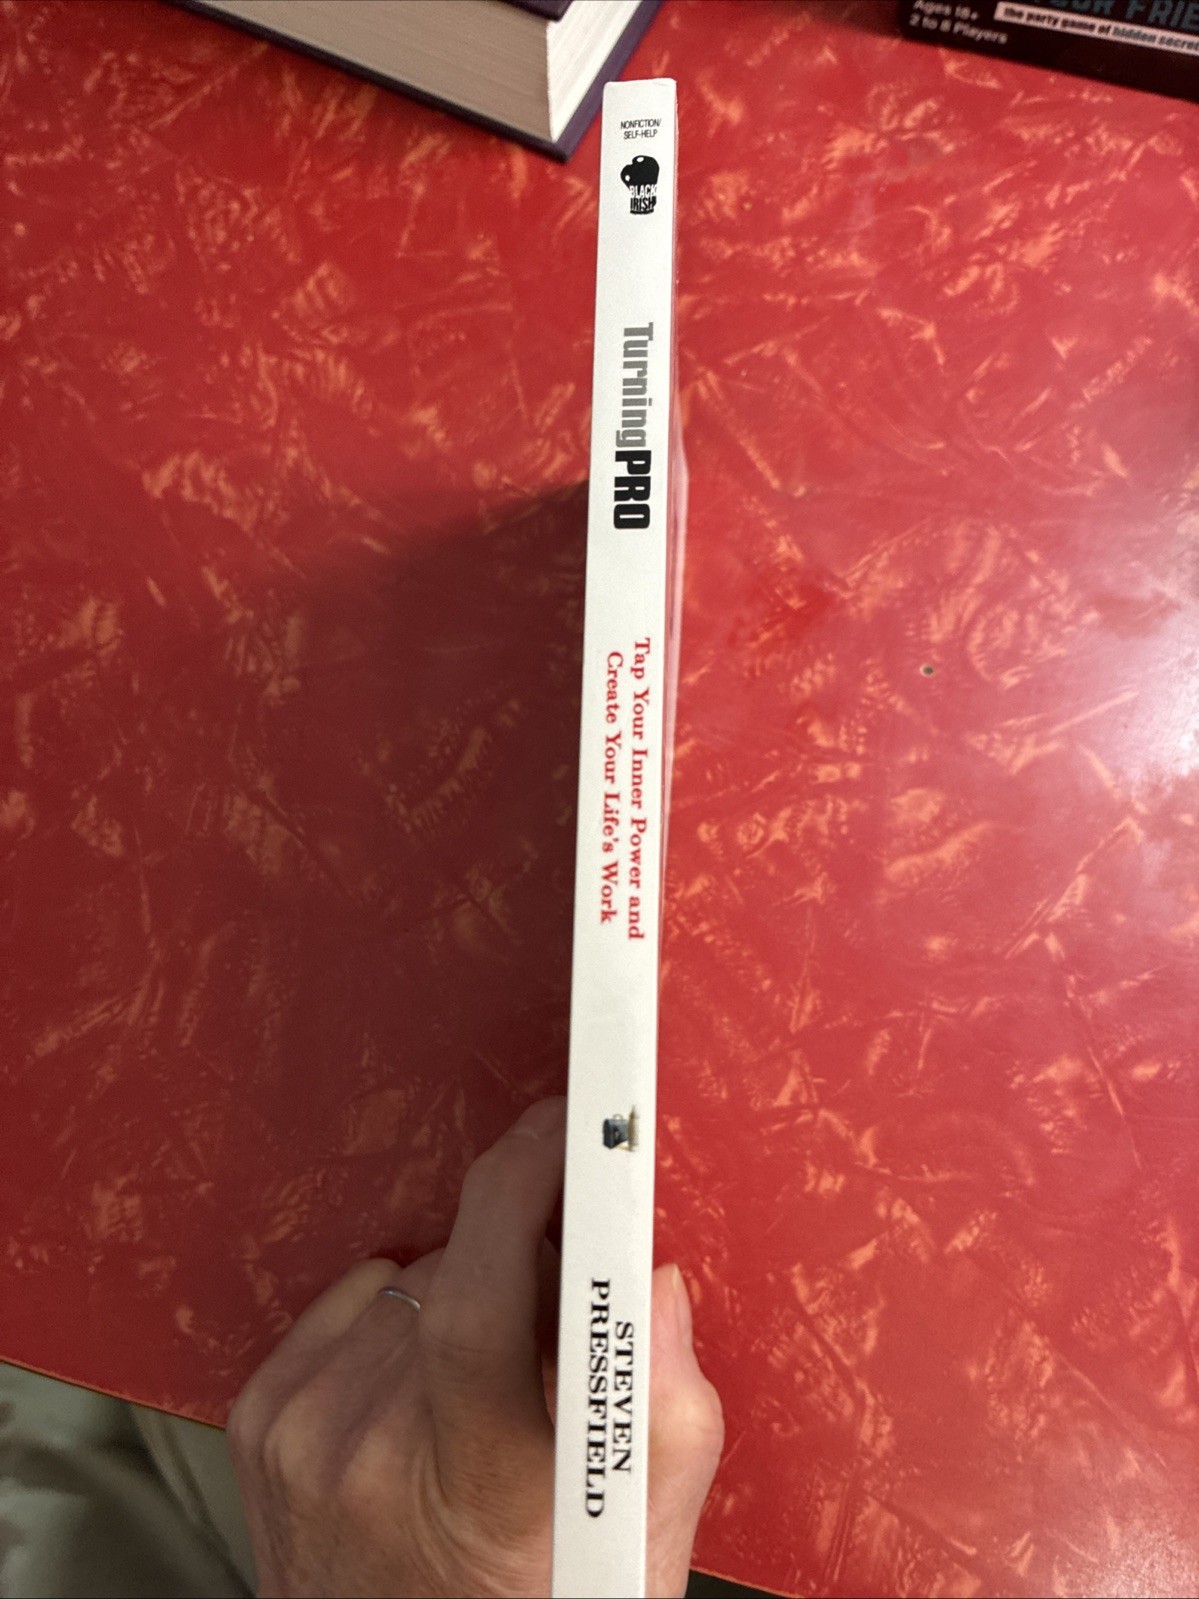 Ages 18+
2 to 8 Players
the party game of hidden
NONFICTION/
SELF-HELP
BLACK
IRISH
TurningPRO
Tap Your Inner Power and
Create Your Life's Work
STEVEN
PRESSFIELD